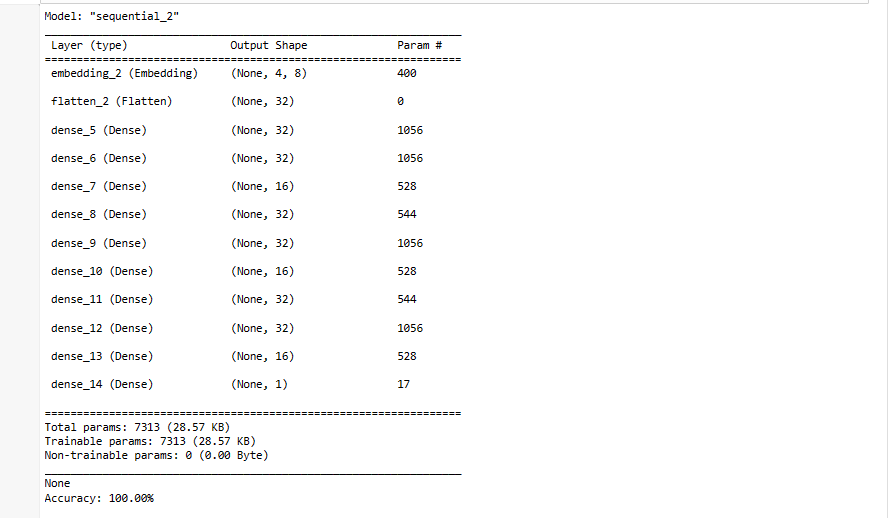 Model: "sequential_2"
_________________________________________________________________
Layer (type) Output Shape Param #
=================================================================
embedding_2 (Embedding) (None, 4, 8) 400
flatten_2 (Flatten) (None, 32) 0
dense_5 (Dense) (None, 32) 1056
dense_6 (Dense) (None, 32) 1056
dense_7 (Dense) (None, 16) 528
dense_8 (Dense) (None, 32) 544
dense_9 (Dense) (None, 32) 1056
dense_10 (Dense) (None, 16) 528
dense_11 (Dense) (None, 32) 544
dense_12 (Dense) (None, 32) 1056
dense_13 (Dense) (None, 16) 528
dense_14 (Dense) (None, 1) 17
=================================================================
Total params: 7313 (28.57 KB)
Trainable params: 7313 (28.57 KB)
Non-trainable params: 0 (0.00 Byte)
_________________________________________________________________
None
Accuracy: 100.00%